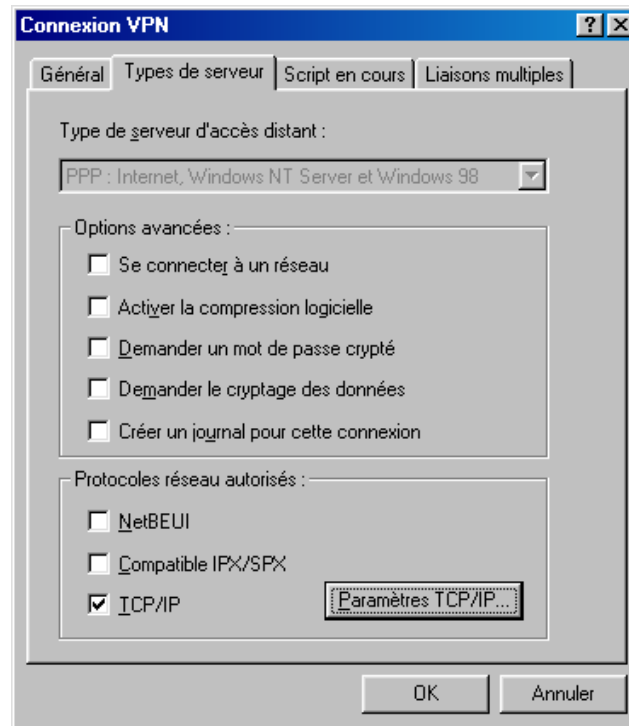 Connexion VPN
Général Types de serveur Script en cours Liaisons multiples
Type de serveur d'accès distant :
PPP : Internet, Windows NT Server et Windows 98
Options avancées :
Se connecter à un réseau
Activer la compression logicielle
Demander un mot de passe crypté
Demander le cryptage des données
Créer un journal pour cette connexion
Protocoles réseau autorisés :
NetBEUI
Compatible IPX/SPX
TCP/IP Paramètres TCP/IP...
OK Annuler